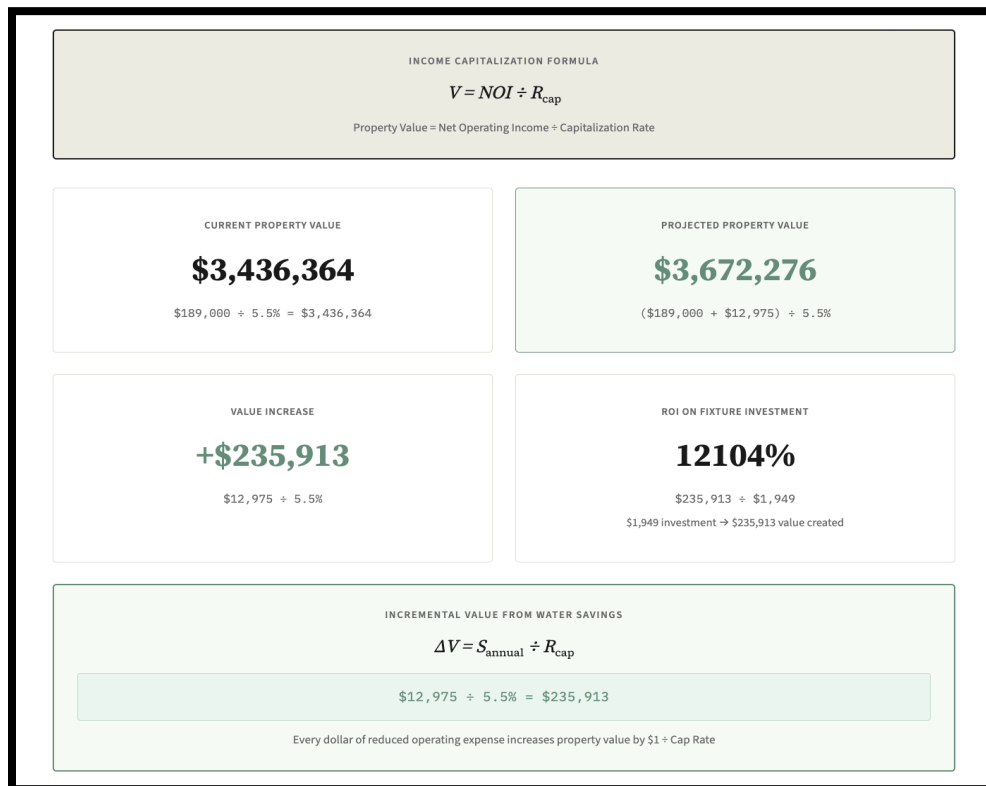 INCOME CAPITALIZATION FORMULA
V = NOI ÷ Rcap
Property Value = Net Operating Income ÷ Capitalization Rate
CURRENT PROPERTY VALUE
$3,436,364
$189,000 ÷ 5.5% = $3,436,364
PROJECTED PROPERTY VALUE
$3,672,276
($189,000 + $12,975) ÷ 5.5%
VALUE INCREASE
+$235,913
$12,975 ÷ 5.5%
ROI ON FIXTURE INVESTMENT
12104%
$235,913 ÷ $1,949
$1,949 investment → $235,913 value created
INCREMENTAL VALUE FROM WATER SAVINGS
ΔV = Sannual ÷ Rcap
$12,975 ÷ 5.5% = $235,913
Every dollar of reduced operating expense increases property value by $1 ÷ Cap Rate